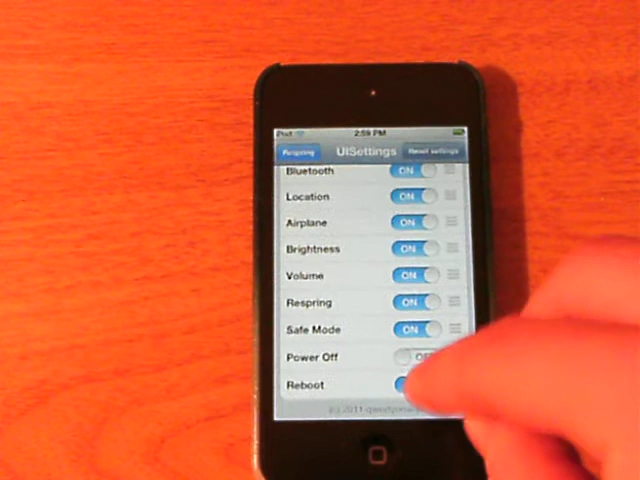 iPod 2:59 PM
Respring UISettings Reset settings
Bluetooth ON
Location ON
Airplane ON
Brightness ON
Volume ON
Respring ON
Safe Mode ON
Power Off
Reboot
(c) 2011